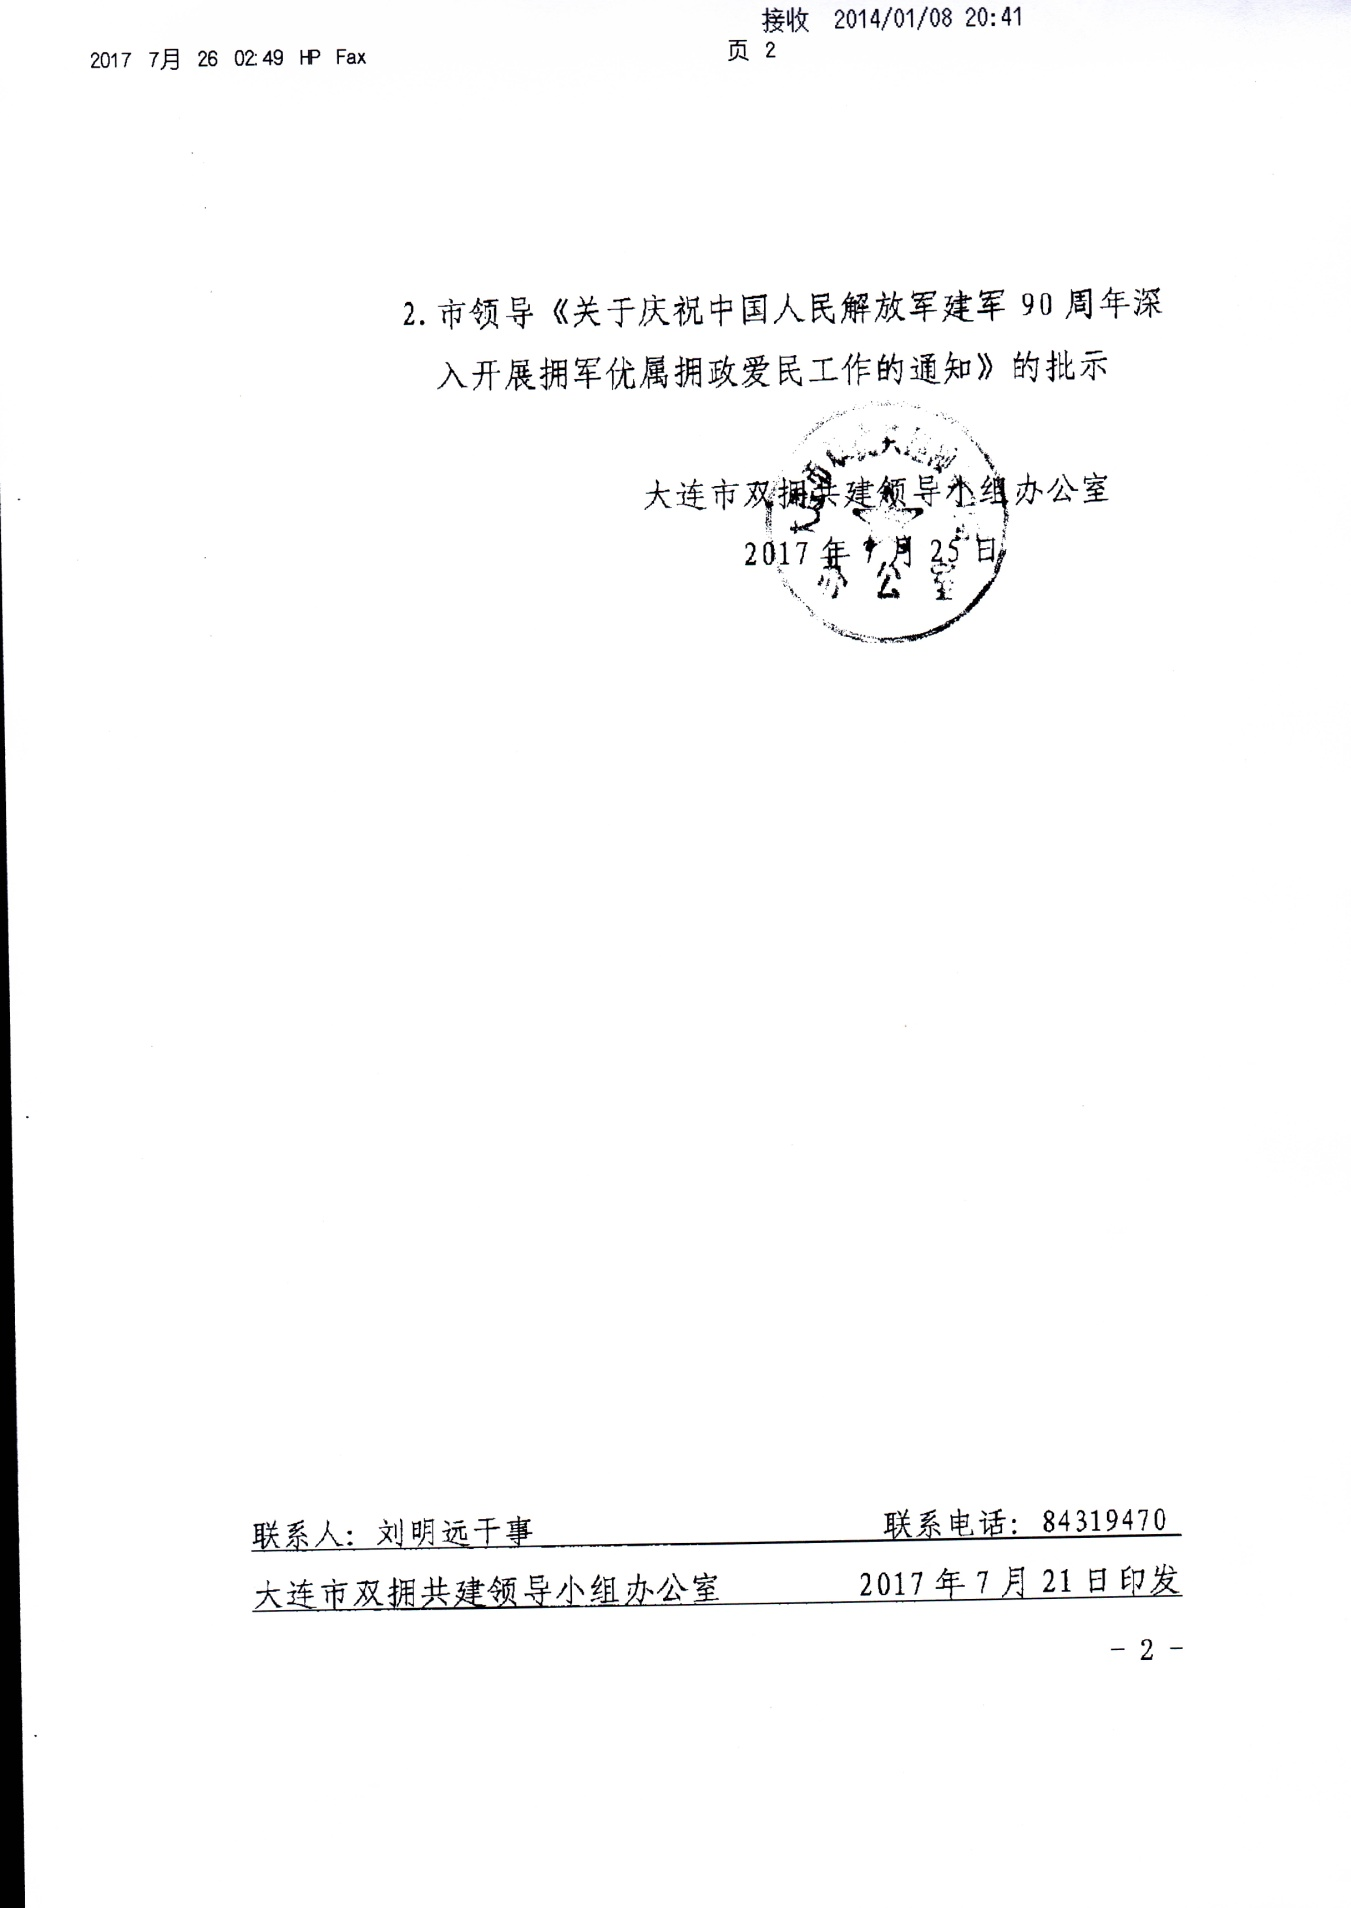 接收 2014/01/08 20:41
2017 7月 26 02:49 HP Fax
页 2
2. 市领导《关于庆祝中国人民解放军建军 90 周年深
入开展拥军优属拥政爱民工作的通知》的批示
大连市双拥共建领导小组办公室
2017 年 7 月 25 日
办公室
联系人：刘明远干事 联系电话：84319470
大连市双拥共建领导小组办公室 2017 年 7 月 21 日印发
- 2 -